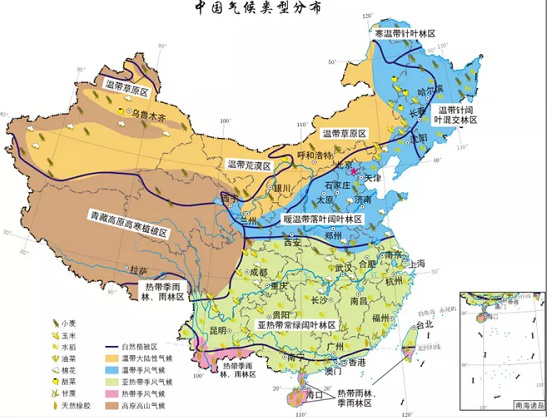 中国气候类型分布
寒温带针叶林区
温带草原区
乌鲁木齐
哈尔滨
长春
温带针阔
叶混交林区
沈阳
温带草原区
呼和浩特
北京
天津
温带荒漠区
银川
石家庄
太原
济南
西宁
兰州
青藏高原高寒植被区
暖温带落叶阔叶林区
郑州
西安
拉萨
成都
南京
上海
合肥
武汉
杭州
重庆
热带季雨
林、雨林区
长沙
南昌
贵阳
福州
昆明
亚热带常绿阔叶林区
台北
广州
南宁
香港
澳门
热带季雨
林、雨林区
海口
热带雨林、
季雨林区
小麦
玉米
水稻
油菜
棉花
甜菜
甘蔗
天然橡胶
自然植被区
温带大陆性气候
温带季风气候
亚热带季风气候
热带季风气候
高原高山气候
南海诸岛